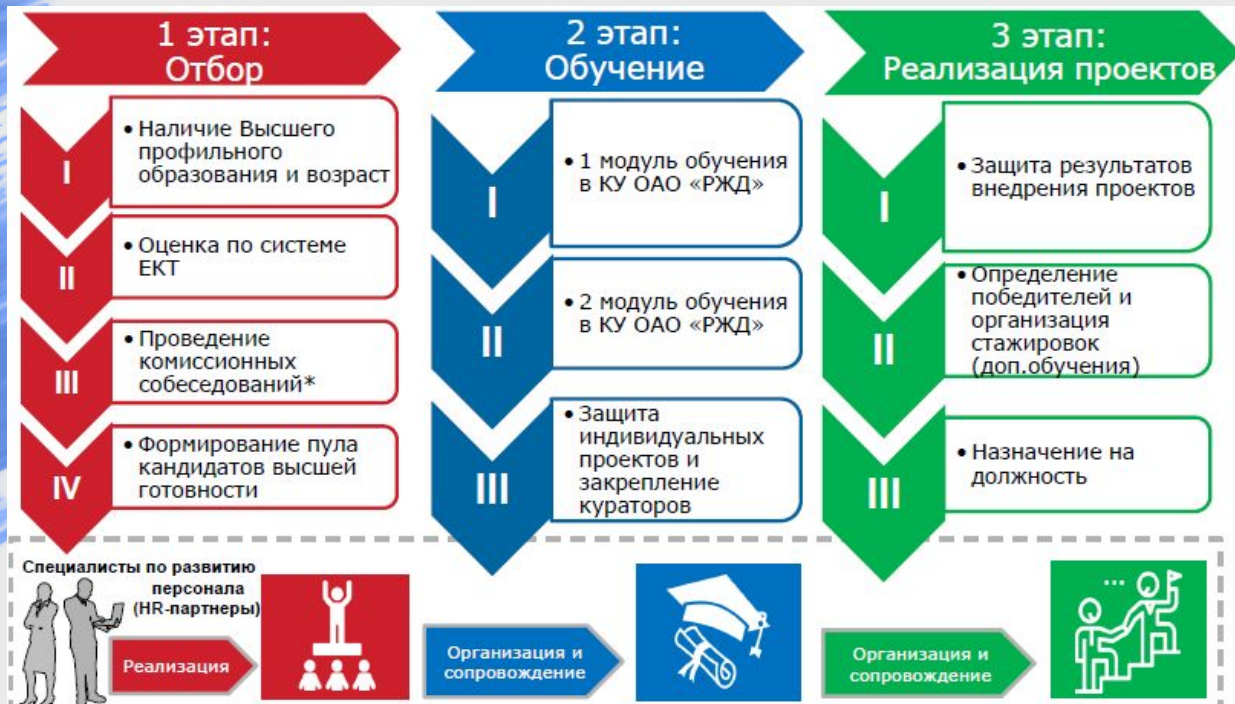 1 этап:
Отбор
I
• Наличие Высшего
профильного
образования и возраст
II
• Оценка по системе
ЕКТ
III
• Проведение
комиссионных
собеседований*
IV
• Формирование пула
кандидатов высшей
готовности
2 этап:
Обучение
I
• 1 модуль обучения
в КУ ОАО «РЖД»
II
• 2 модуль обучения
в КУ ОАО «РЖД»
III
• Защита
индивидуальных
проектов и
закрепление
кураторов
3 этап:
Реализация проектов
I
• Защита результатов
внедрения проектов
II
• Определение
победителей и
организация
стажировок
(доп.обучения)
III
• Назначение на
должность
Специалисты по развитию
персонала
(HR-партнеры)
Реализация
Организация и
сопровождение
Организация и
сопровождение